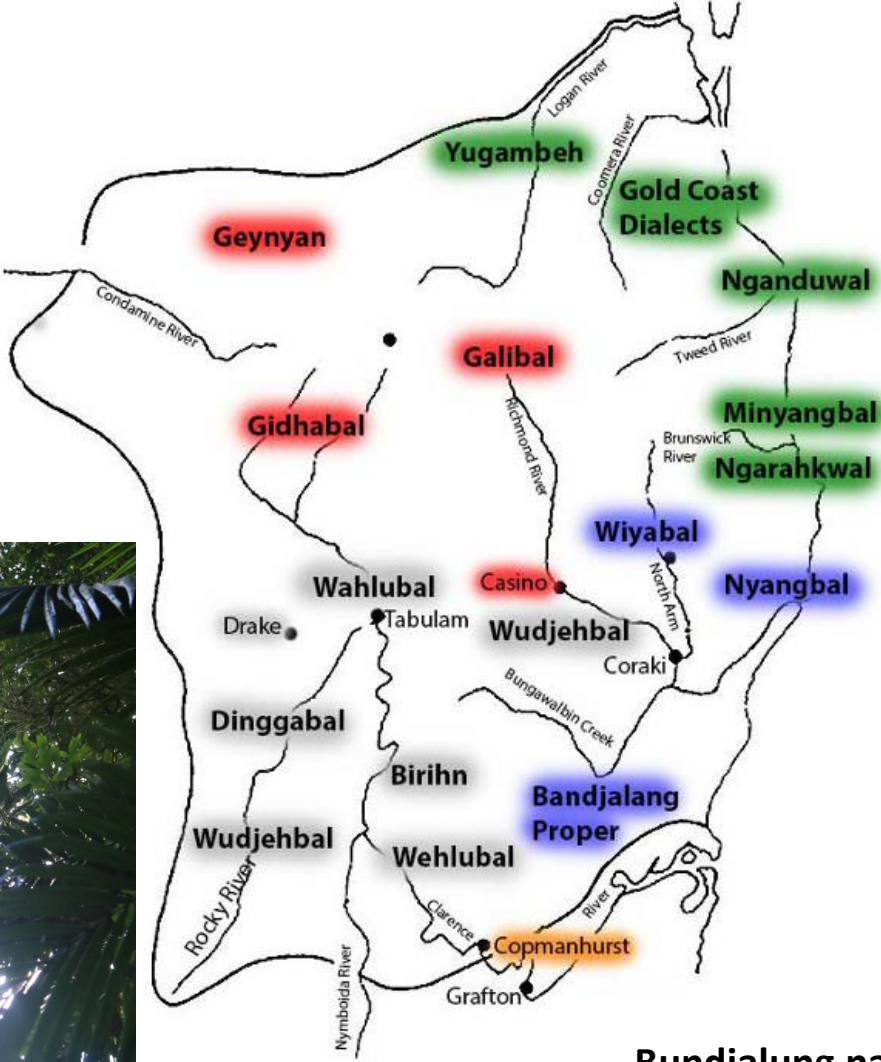 Logan River
Yugambeh
Coomera River
Gold Coast
Dialects
Geynyan
Nganduwal
Condamine River
Tweed River
Galibal
Richmond River
Minyangbal
Gidhabal
Brunswick
River
Ngarahkwal
Wiyabal
Wahlubal
Casino
North Arm
Nyangbal
Drake
Tabulam
Wudjehbal
Coraki
Bungawalbin Creek
Dinggabal
Birihn
Bandjalang
Proper
Wudjehbal
Wehlubal
Rocky River
Clarence
River
Copmanhurst
Nymboida River
Grafton